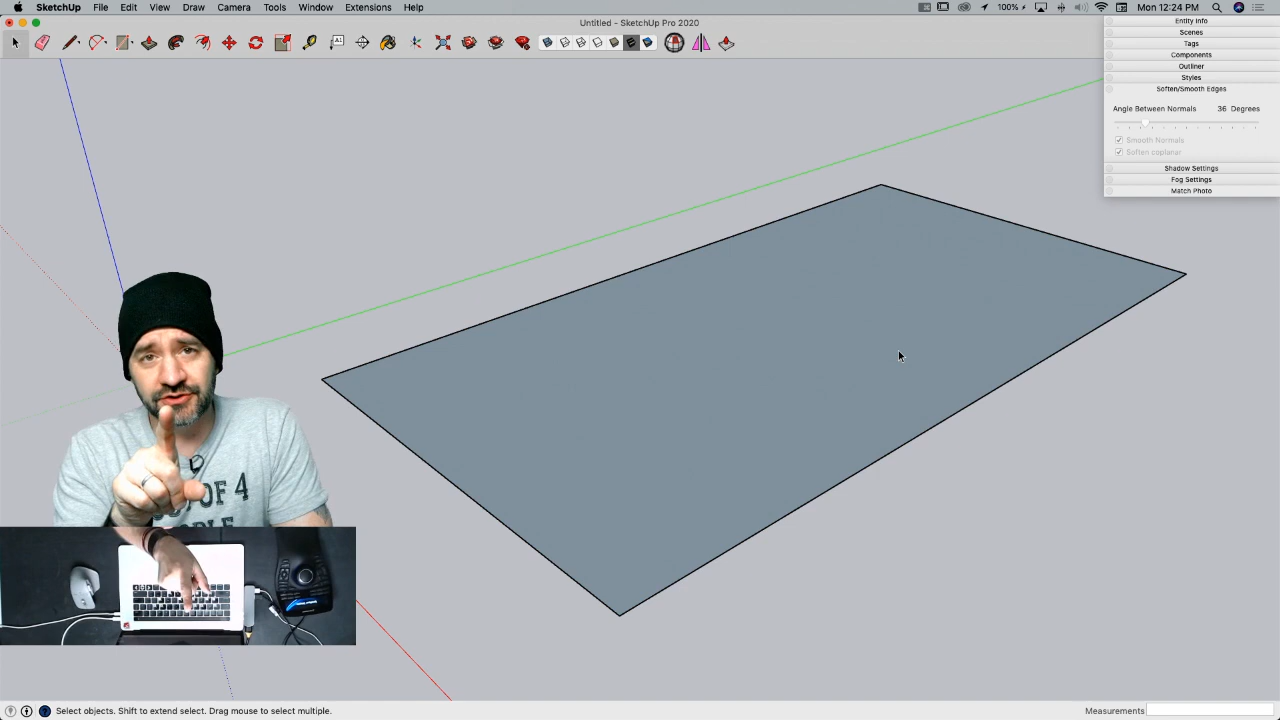 SketchUp File Edit View Draw Camera Tools Window Extensions Help 100% Mon 12:24 PM
Untitled - SketchUp Pro 2020
Entity Info
Scenes
Tags
Components
Outliner
Styles
Soften/Smooth Edges
Angle Between Normals 36 Degrees
Smooth Normals
Soften coplanar
Shadow Settings
Fog Settings
Match Photo
OF 4
Select objects. Shift to extend select. Drag mouse to select multiple.
Measurements